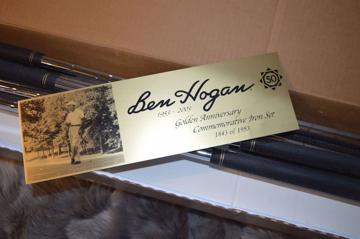 Ben Hogan
1953 - 2003
Golden Anniversary
Commemorative Iron Set
1843 of 1953
50